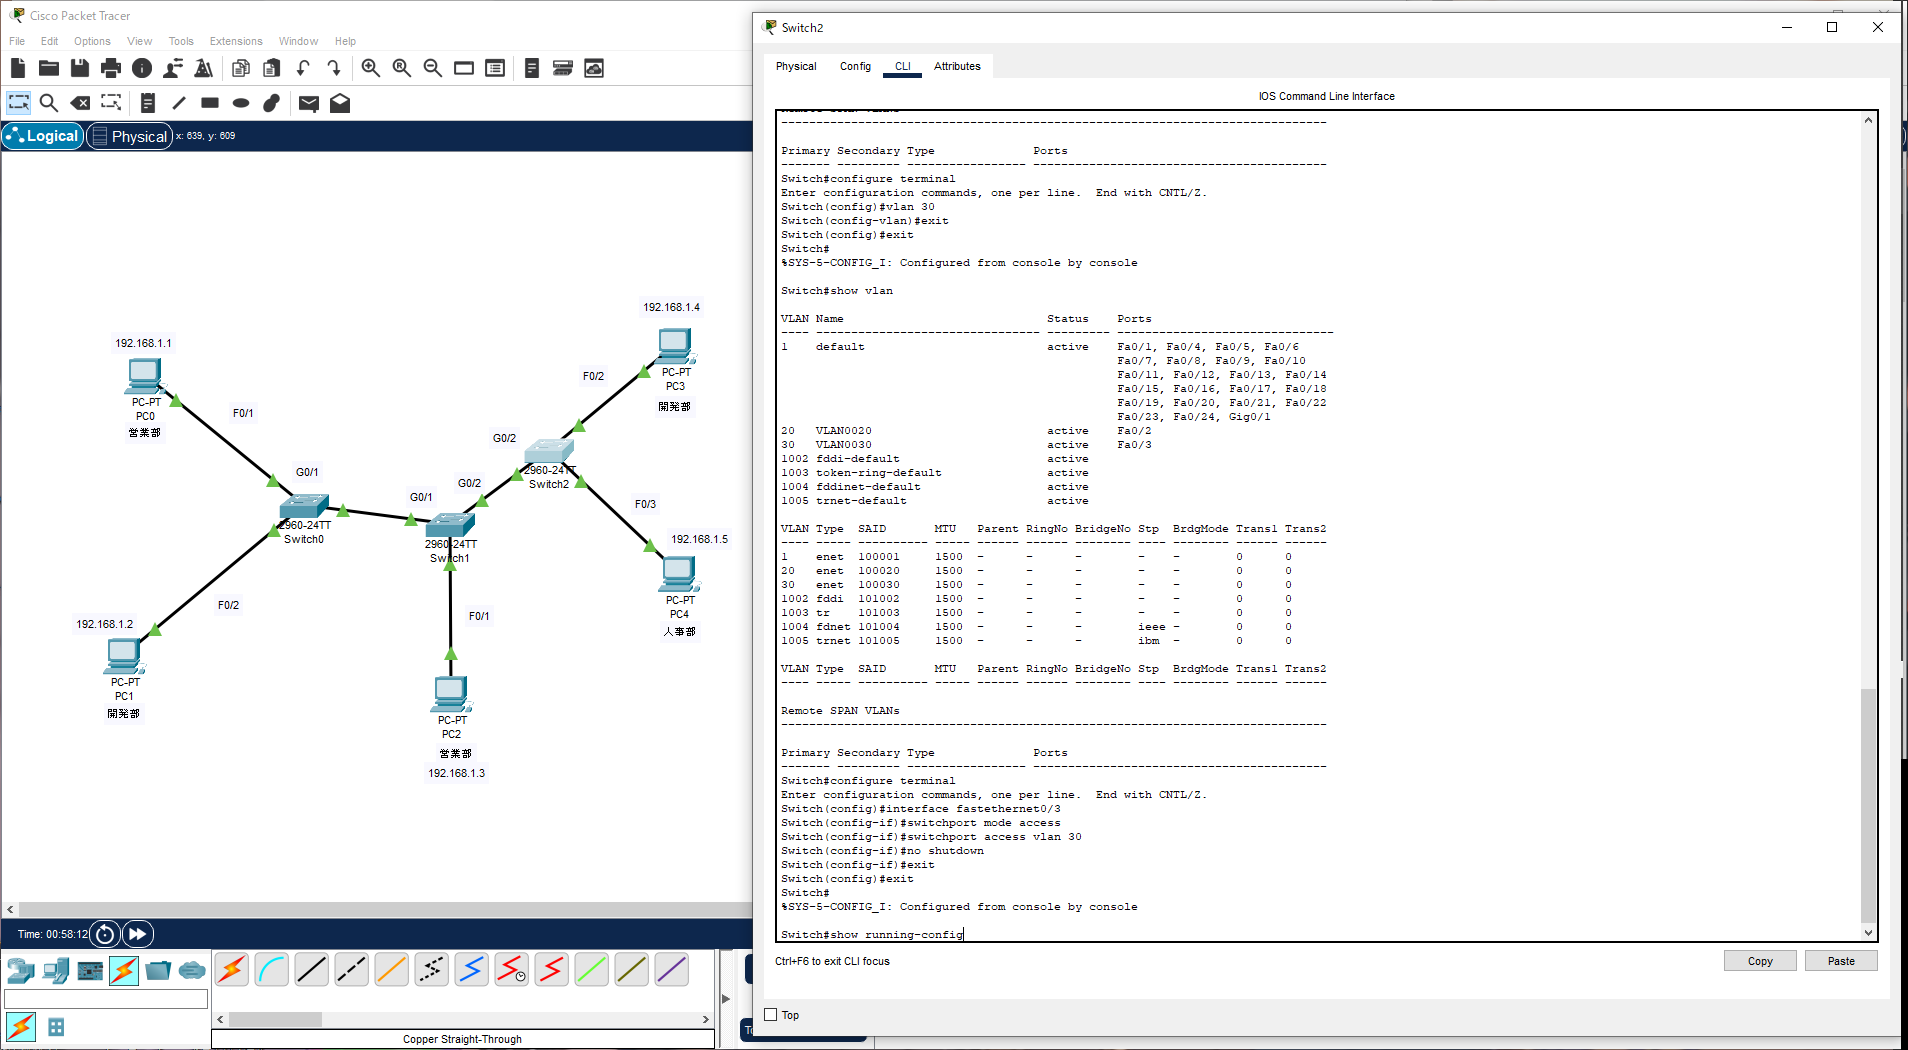 Cisco Packet Tracer
File Edit Options View Tools Extensions Window Help
Logical Physical x: 639, y: 609
192.168.1.1
PC-PT
PC0
営業部
F0/1
G0/1
2960-24TT
Switch0
F0/2
192.168.1.2
PC-PT
PC1
開発部
G0/1
G0/2
2960-24TT
Switch1
F0/1
PC-PT
PC2
営業部
192.168.1.3
G0/2
2960-24TT
Switch2
F0/2
192.168.1.4
PC-PT
PC3
開発部
F0/3
192.168.1.5
PC-PT
PC4
人事部
Time: 00:58:12
Copper Straight-Through
Switch2
Physical Config CLI Attributes
IOS Command Line Interface
--------------------------------------------------------------------------------
Primary Secondary Type Ports
------- --------- ----------------- ------------------------------------------
Switch#configure terminal
Enter configuration commands, one per line. End with CNTL/Z.
Switch(config)#vlan 30
Switch(config-vlan)#exit
Switch(config)#exit
Switch#
%SYS-5-CONFIG_I: Configured from console by console
Switch#show vlan
VLAN Name Status Ports
---- -------------------------------- --------- -------------------------------
1 default active Fa0/1, Fa0/4, Fa0/5, Fa0/6
Fa0/7, Fa0/8, Fa0/9, Fa0/10
Fa0/11, Fa0/12, Fa0/13, Fa0/14
Fa0/15, Fa0/16, Fa0/17, Fa0/18
Fa0/19, Fa0/20, Fa0/21, Fa0/22
Fa0/23, Fa0/24, Gig0/1
20 VLAN0020 active Fa0/2
30 VLAN0030 active Fa0/3
1002 fddi-default active
1003 token-ring-default active
1004 fddinet-default active
1005 trnet-default active
VLAN Type SAID MTU Parent RingNo BridgeNo Stp BrdgMode Trans1 Trans2
---- ----- ---------- ----- ------ ------ -------- ---- -------- ------ ------
1 enet 100001 1500 - - - - - 0 0
20 enet 100020 1500 - - - - - 0 0
30 enet 100030 1500 - - - - - 0 0
1002 fddi 101002 1500 - - - - - 0 0
1003 tr 101003 1500 - - - - - 0 0
1004 fdnet 101004 1500 - - - ieee - 0 0
1005 trnet 101005 1500 - - - ibm - 0 0
VLAN Type SAID MTU Parent RingNo BridgeNo Stp BrdgMode Trans1 Trans2
---- ----- ---------- ----- ------ ------ -------- ---- -------- ------ ------
Remote SPAN VLANs
------------------------------------------------------------------------------
Primary Secondary Type Ports
------- --------- ----------------- ------------------------------------------
Switch#configure terminal
Enter configuration commands, one per line. End with CNTL/Z.
Switch(config)#interface fastethernet0/3
Switch(config-if)#switchport mode access
Switch(config-if)#switchport access vlan 30
Switch(config-if)#no shutdown
Switch(config-if)#exit
Switch(config)#exit
Switch#
%SYS-5-CONFIG_I: Configured from console by console
Switch#show running-config
Ctrl+F6 to exit CLI focus
Copy Paste
Top